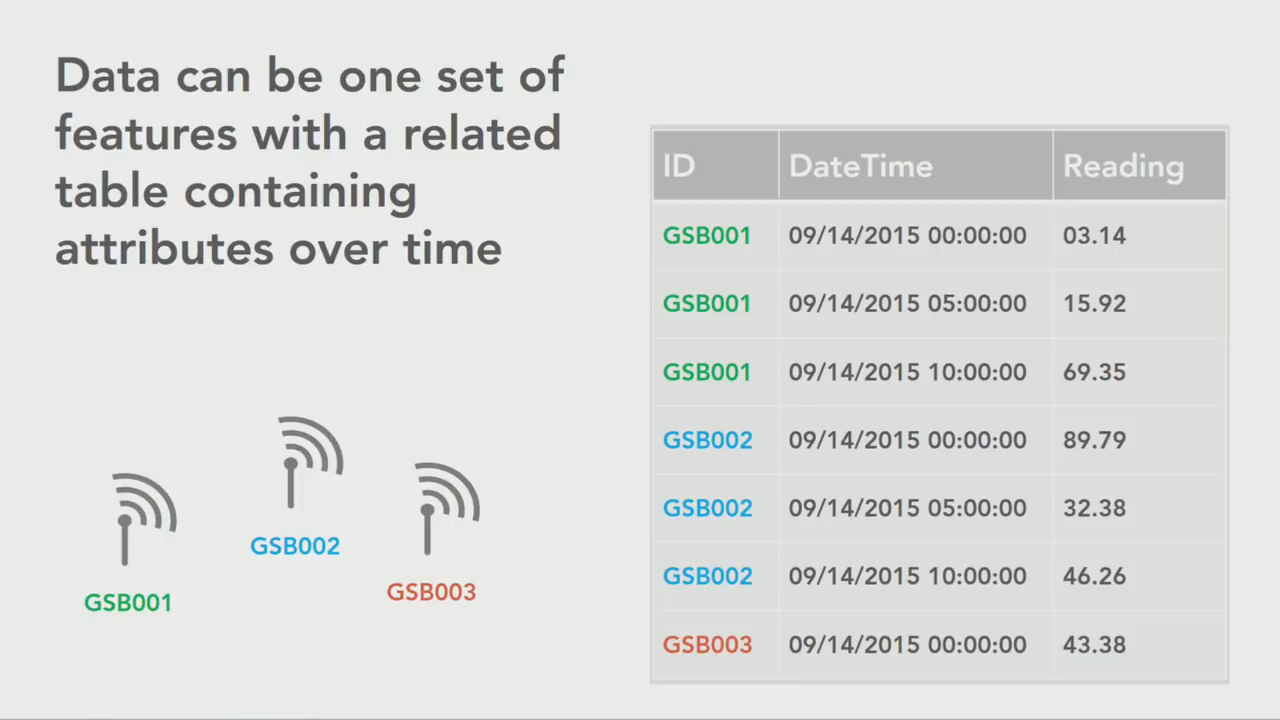 Data can be one set of
features with a related
table containing
attributes over time
GSB001
GSB002
GSB003
ID DateTime Reading
GSB001 09/14/2015 00:00:00 03.14
GSB001 09/14/2015 05:00:00 15.92
GSB001 09/14/2015 10:00:00 69.35
GSB002 09/14/2015 00:00:00 89.79
GSB002 09/14/2015 05:00:00 32.38
GSB002 09/14/2015 10:00:00 46.26
GSB003 09/14/2015 00:00:00 43.38